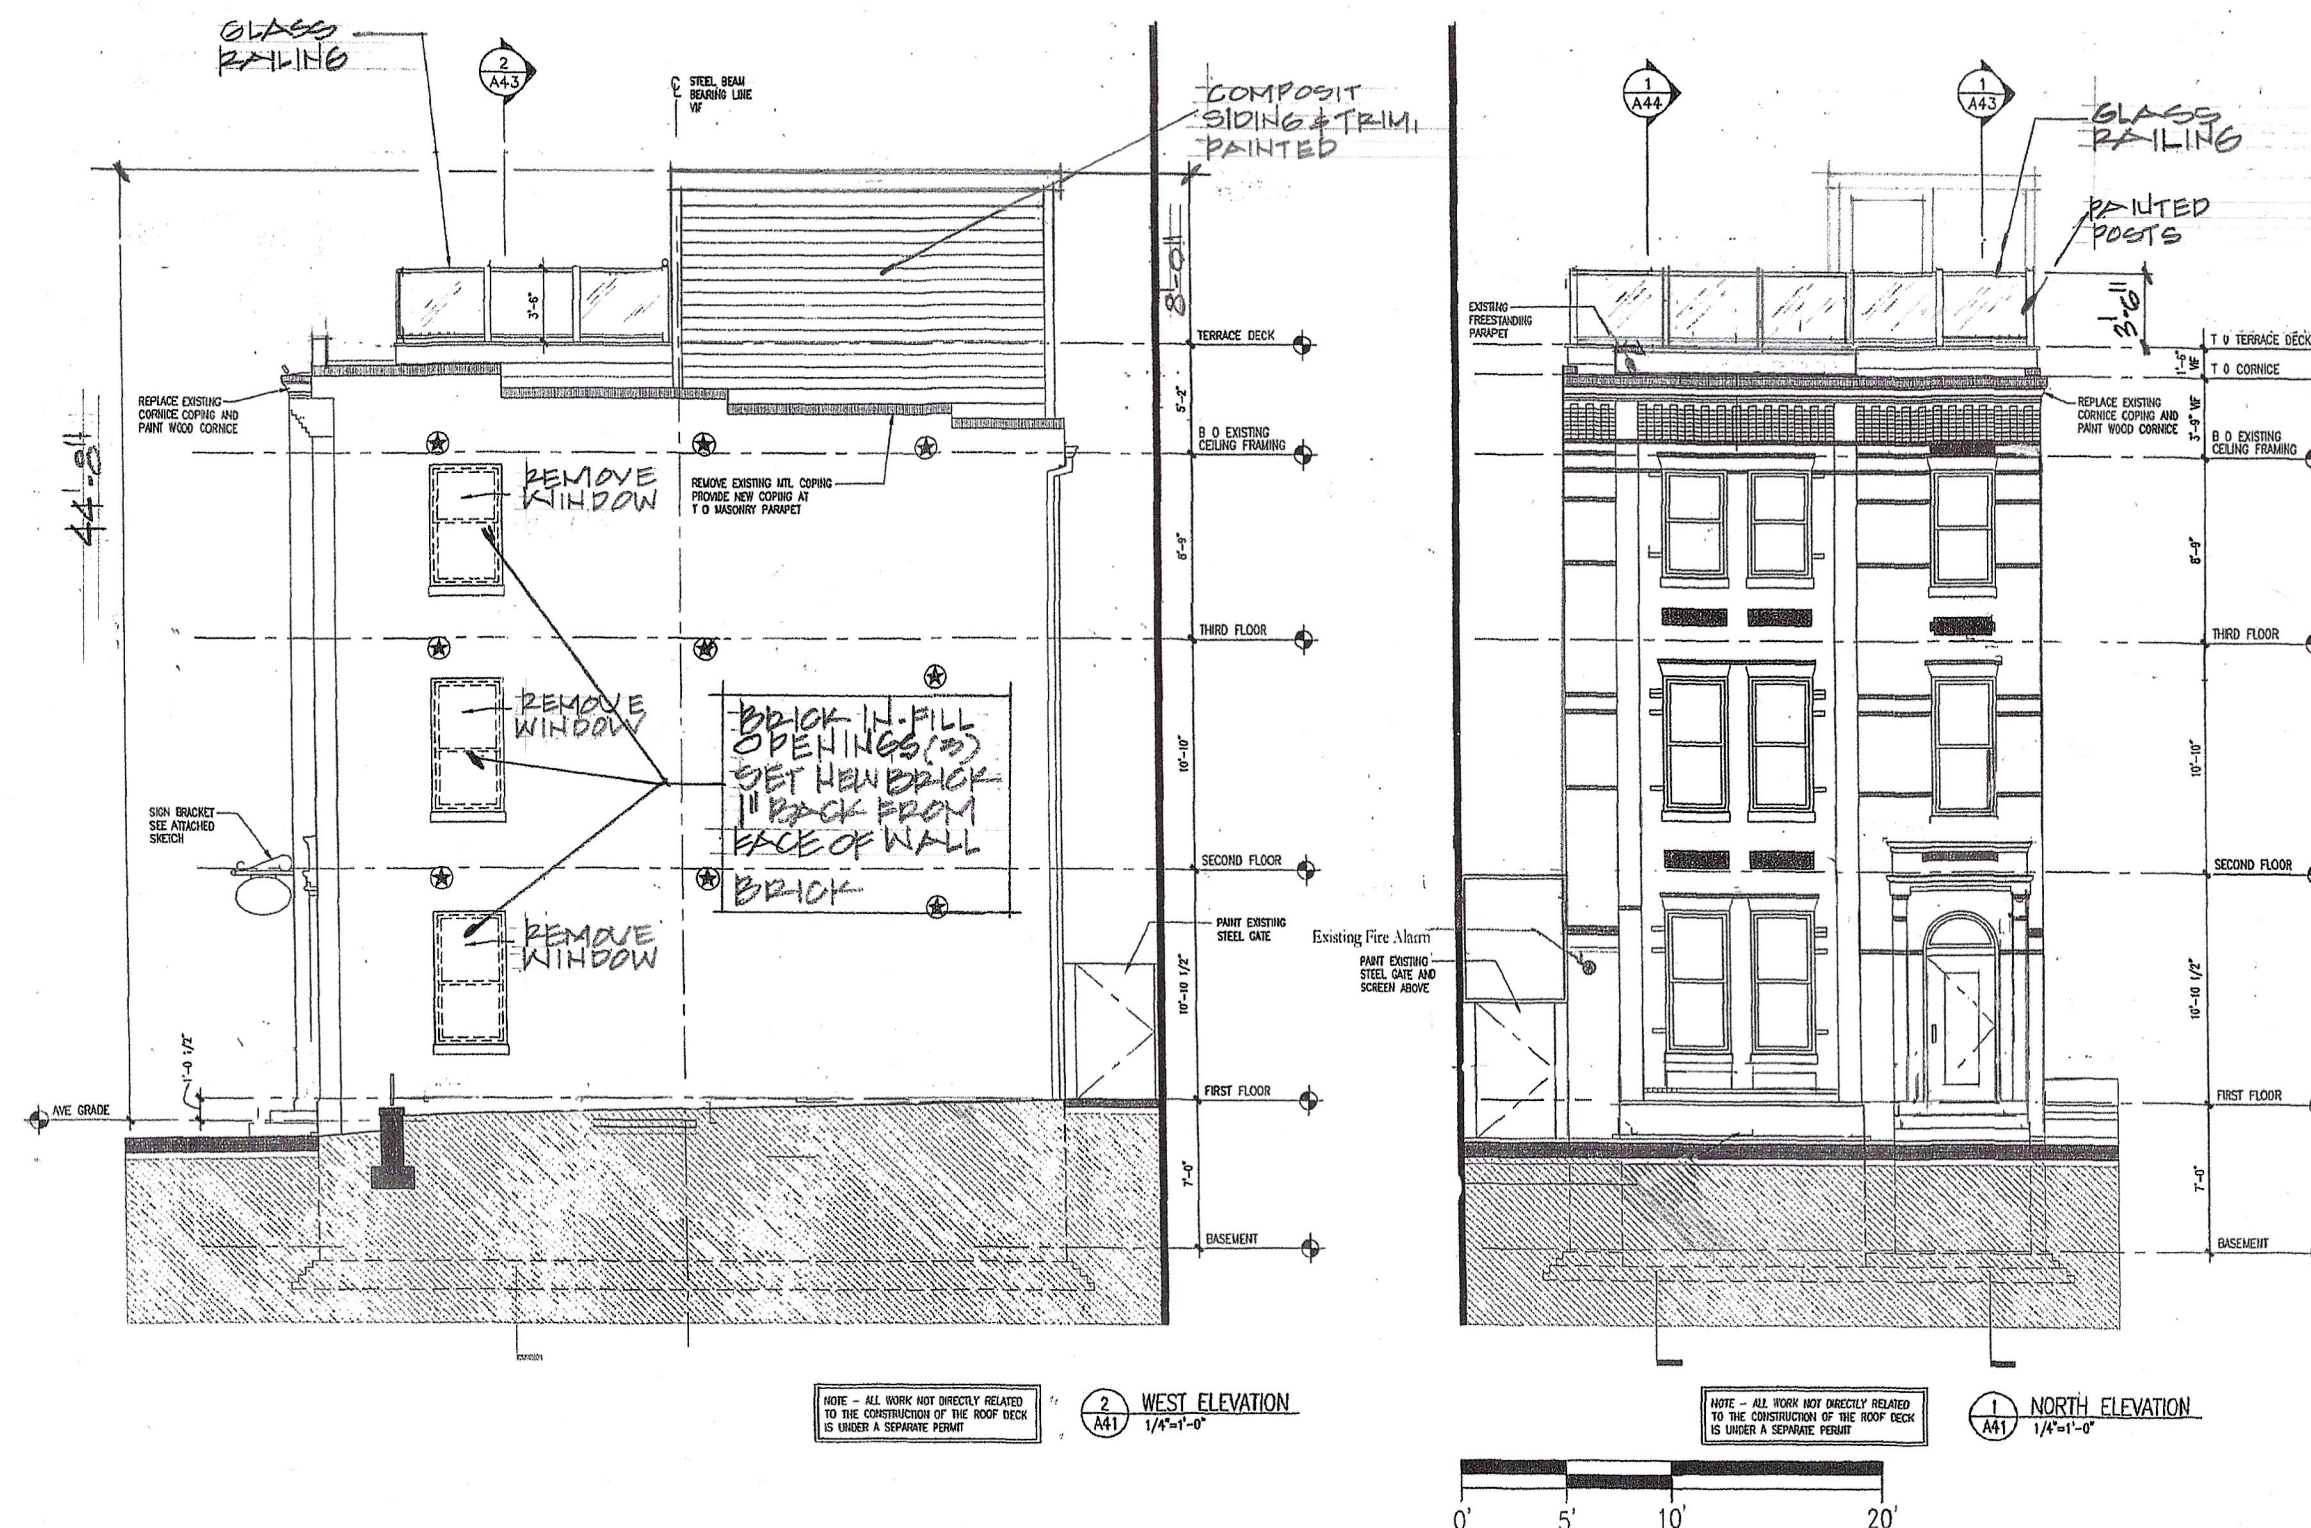 GLASS
RAILING
2
A43
STEEL BEAM
BEARING LINE
VIF
COMPOSIT
SIDING & TRIM,
PAINTED
8'-0"
3'-6"
TERRACE DECK
REPLACE EXISTING
CORNICE COPING AND
PAINT WOOD CORNICE
5'-2"
B O EXISTING
CEILING FRAMING
44'-8"
REMOVE
WINDOW
REMOVE EXISTING MTL COPING
PROVIDE NEW COPING AT
T O MASONRY PARAPET
8'-9"
THIRD FLOOR
REMOVE
WINDOW
BRICK IN-FILL
OPENINGS (3)
SET NEW BRICK
1" BACK FROM
FACE OF WALL
BRICK
10'-10"
SIGN BRACKET
SEE ATTACHED
SKETCH
SECOND FLOOR
REMOVE
WINDOW
PAINT EXISTING
STEEL GATE
10'-10 1/2"
1'-0 1/2"
AVE GRADE
FIRST FLOOR
7'-0"
BASEMENT
NOTE - ALL WORK NOT DIRECTLY RELATED
TO THE CONSTRUCTION OF THE ROOF DECK
IS UNDER A SEPARATE PERMIT
2
A41
WEST ELEVATION
1/4"=1'-0"
1
A44
1
A43
GLASS
RAILING
PAINTED
POSTS
EXISTING
FREESTANDING
PARAPET
3'-6"
T O TERRACE DECK
1'-6"
VIF
T O CORNICE
REPLACE EXISTING
CORNICE COPING AND
PAINT WOOD CORNICE
3'-9" VIF
B O EXISTING
CEILING FRAMING
8'-9"
THIRD FLOOR
10'-10"
SECOND FLOOR
Existing Fire Alarm
PAINT EXISTING
STEEL GATE AND
SCREEN ABOVE
10'-10 1/2"
FIRST FLOOR
7'-0"
BASEMENT
NOTE - ALL WORK NOT DIRECTLY RELATED
TO THE CONSTRUCTION OF THE ROOF DECK
IS UNDER A SEPARATE PERMIT
1
A41
NORTH ELEVATION
1/4"=1'-0"
0' 5' 10' 20'